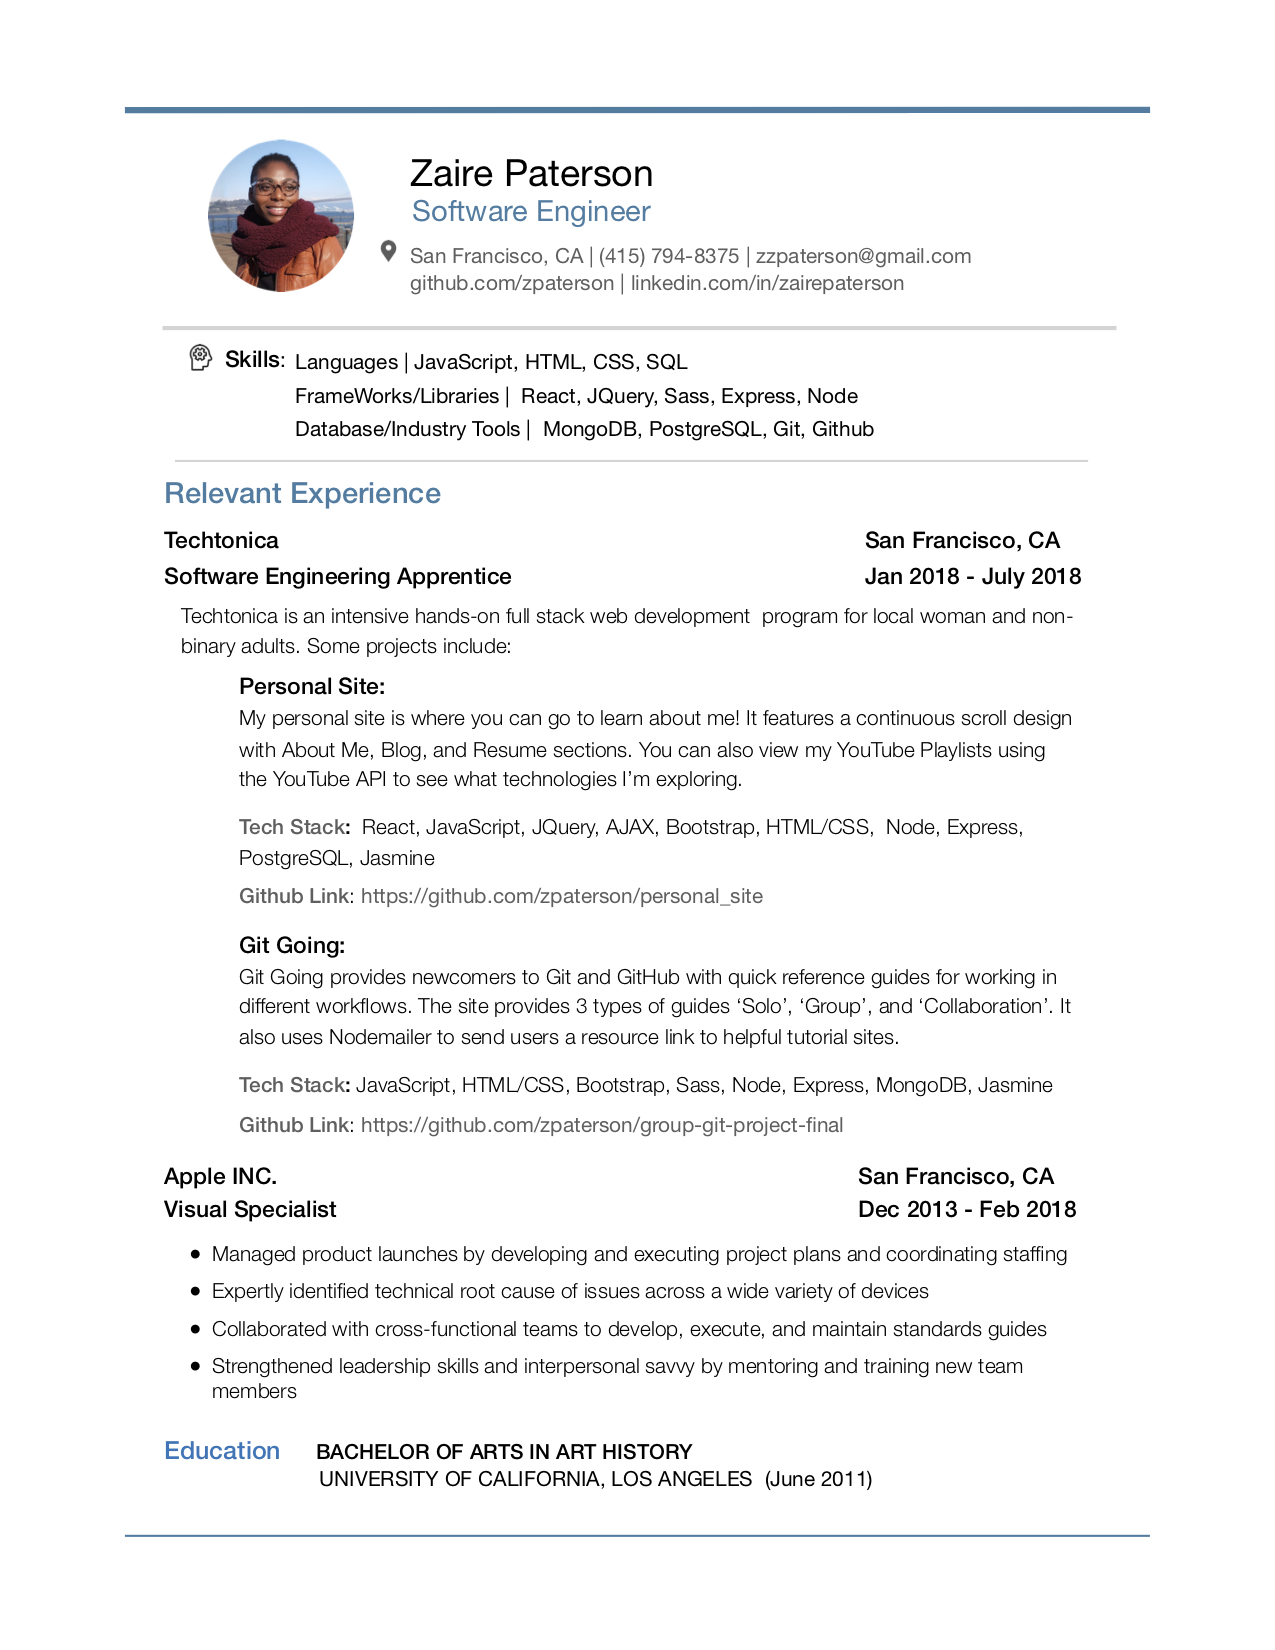 Zaire Paterson
Software Engineer
San Francisco, CA | (415) 794-8375 | zzpaterson@gmail.com
github.com/zpaterson | linkedin.com/in/zairepaterson
Skills: Languages | JavaScript, HTML, CSS, SQL
FrameWorks/Libraries | React, JQuery, Sass, Express, Node
Database/Industry Tools | MongoDB, PostgreSQL, Git, Github
Relevant Experience
Techtonica San Francisco, CA
Software Engineering Apprentice Jan 2018 - July 2018
Techtonica is an intensive hands-on full stack web development program for local woman and non-
binary adults. Some projects include:
Personal Site:
My personal site is where you can go to learn about me! It features a continuous scroll design
with About Me, Blog, and Resume sections. You can also view my YouTube Playlists using
the YouTube API to see what technologies I’m exploring.
Tech Stack: React, JavaScript, JQuery, AJAX, Bootstrap, HTML/CSS, Node, Express,
PostgreSQL, Jasmine
Github Link: https://github.com/zpaterson/personal_site
Git Going:
Git Going provides newcomers to Git and GitHub with quick reference guides for working in
different workflows. The site provides 3 types of guides ‘Solo’, ‘Group’, and ‘Collaboration’. It
also uses Nodemailer to send users a resource link to helpful tutorial sites.
Tech Stack: JavaScript, HTML/CSS, Bootstrap, Sass, Node, Express, MongoDB, Jasmine
Github Link: https://github.com/zpaterson/group-git-project-final
Apple INC. San Francisco, CA
Visual Specialist Dec 2013 - Feb 2018
● Managed product launches by developing and executing project plans and coordinating staffing
● Expertly identified technical root cause of issues across a wide variety of devices
● Collaborated with cross-functional teams to develop, execute, and maintain standards guides
● Strengthened leadership skills and interpersonal savvy by mentoring and training new team
members
Education BACHELOR OF ARTS IN ART HISTORY
UNIVERSITY OF CALIFORNIA, LOS ANGELES (June 2011)